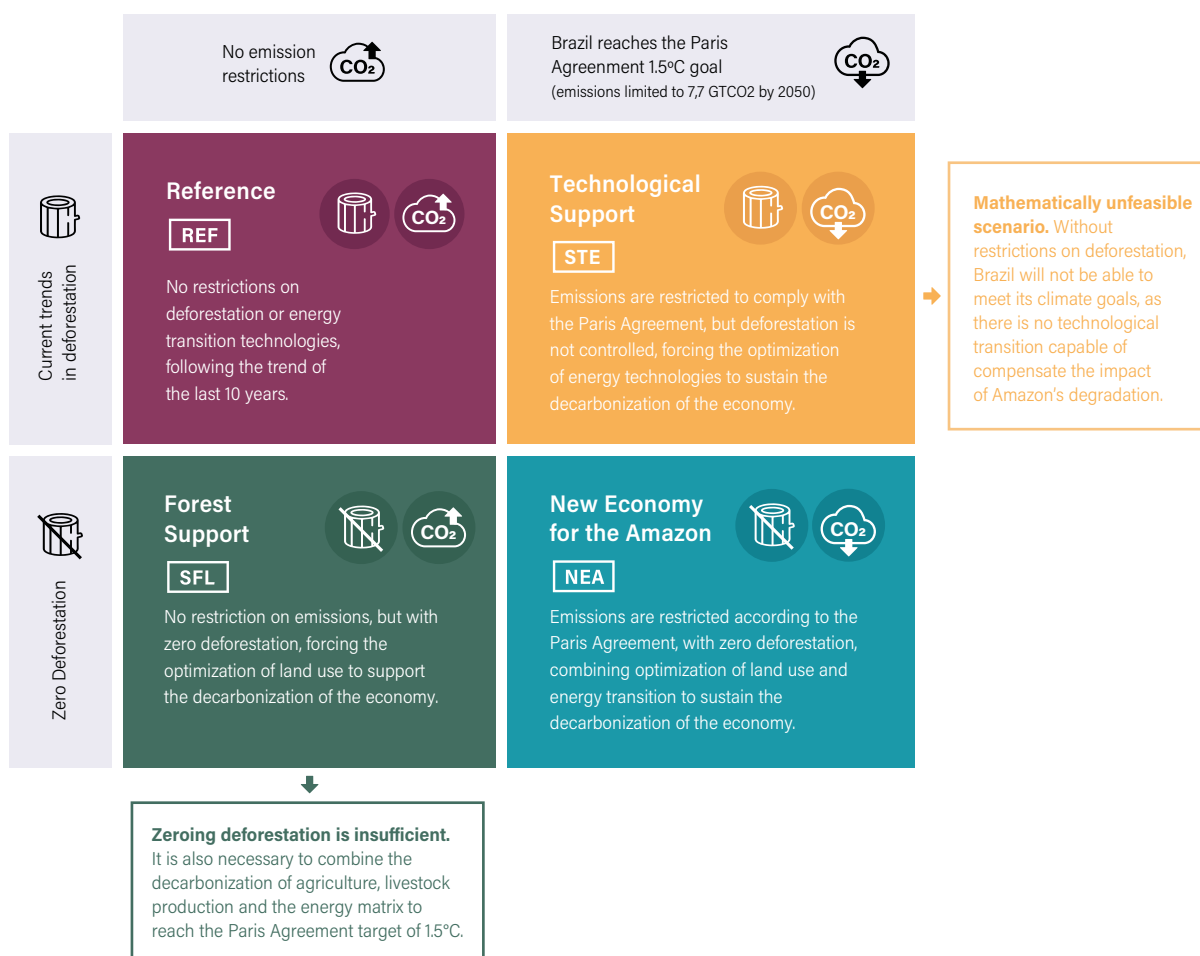 No emission
restrictions
CO₂
Brazil reaches the Paris
Agreenment 1.5ºC goal
(emissions limited to 7,7 GTCO2 by 2050)
CO₂
Current trends
in deforestation
Reference
REF
CO₂
No restrictions on
deforestation or energy
transition technologies,
following the trend of
the last 10 years.
Technological
Support
STE
CO₂
Emissions are restricted to comply with
the Paris Agreement, but deforestation is
not controlled, forcing the optimization
of energy technologies to sustain the
decarbonization of the economy.
Mathematically unfeasible
scenario. Without
restrictions on deforestation,
Brazil will not be able to
meet its climate goals, as
there is no technological
transition capable of
compensate the impact
of Amazon's degradation.
Zero Deforestation
Forest
Support
SFL
CO₂
No restriction on emissions, but with
zero deforestation, forcing the
optimization of land use to support
the decarbonization of the economy.
New Economy
for the Amazon
NEA
CO₂
Emissions are restricted according to the
Paris Agreement, with zero deforestation,
combining optimization of land use and
energy transition to sustain the
decarbonization of the economy.
Zeroing deforestation is insufficient.
It is also necessary to combine the
decarbonization of agriculture, livestock
production and the energy matrix to
reach the Paris Agreement target of 1.5°C.